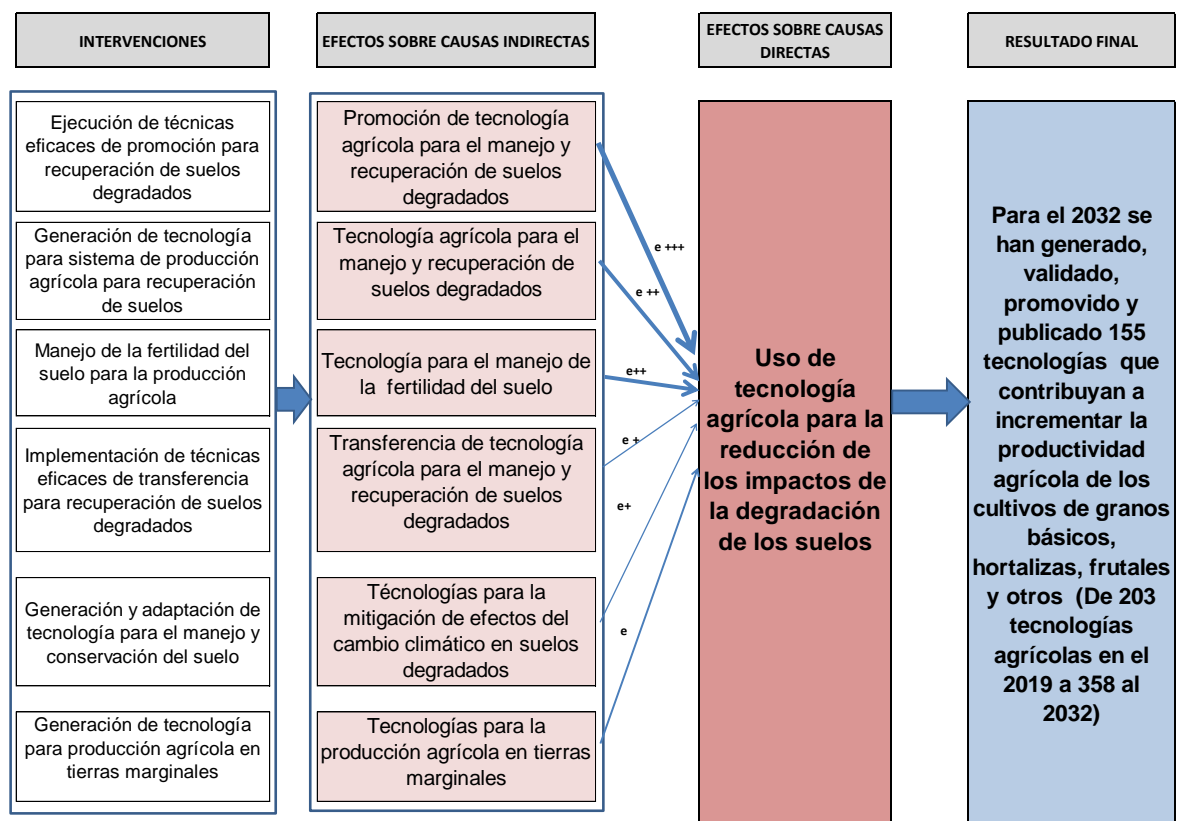 INTERVENCIONES
EFECTOS SOBRE CAUSAS INDIRECTAS
EFECTOS SOBRE CAUSAS
DIRECTAS
RESULTADO FINAL
Ejecución de técnicas
eficaces de promoción para
recuperación de suelos
degradados
Generación de tecnología
para sistema de producción
agrícola para recuperación
de suelos
Manejo de la fertilidad del
suelo para la producción
agrícola
Implementación de técnicas
eficaces de transferencia
para recuperación de suelos
degradados
Generación y adaptación de
tecnología para el manejo y
conservación del suelo
Generación de tecnología
para producción agrícola en
tierras marginales
Promoción de tecnología
agrícola para el manejo y
recuperación de suelos
degradados
Tecnología agrícola para el
manejo y recuperación de
suelos degradados
Tecnología para el manejo de
la fertilidad del suelo
Transferencia de tecnología
agrícola para el manejo y
recuperación de suelos
degradados
Técnologías para la
mitigación de efectos del
cambio climático en suelos
degradados
Tecnologías para la
producción agrícola en tierras
marginales
e +++
e ++
e++
e +
e+
e
Uso de
tecnología
agrícola para la
reducción de
los impactos de
la degradación
de los suelos
Para el 2032 se
han generado,
validado,
promovido y
publicado 155
tecnologías que
contribuyan a
incrementar la
productividad
agrícola de los
cultivos de granos
básicos,
hortalizas, frutales
y otros (De 203
tecnologías
agrícolas en el
2019 a 358 al
2032)